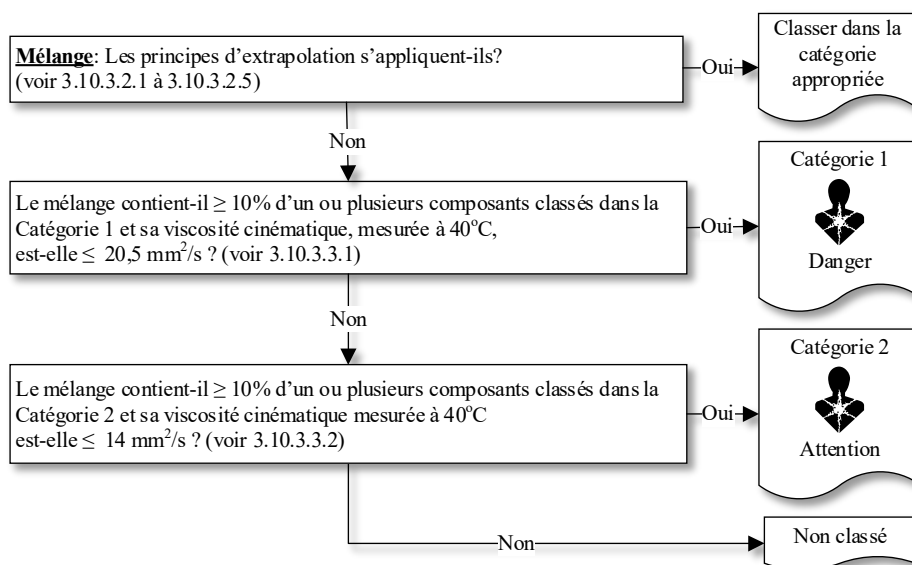 Mélange: Les principes d’extrapolation s’appliquent-ils?
(voir 3.10.3.2.1 à 3.10.3.2.5)
Oui
Classer dans la
catégorie
appropriée
Non
Le mélange contient-il ≥ 10% d’un ou plusieurs composants classés dans la
Catégorie 1 et sa viscosité cinématique, mesurée à 40°C,
est-elle ≤ 20,5 mm²/s ? (voir 3.10.3.3.1)
Oui
Catégorie 1
Danger
Non
Le mélange contient-il ≥ 10% d’un ou plusieurs composants classés dans la
Catégorie 2 et sa viscosité cinématique mesurée à 40°C
est-elle ≤ 14 mm²/s ? (voir 3.10.3.3.2)
Oui
Catégorie 2
Attention
Non
Non classé